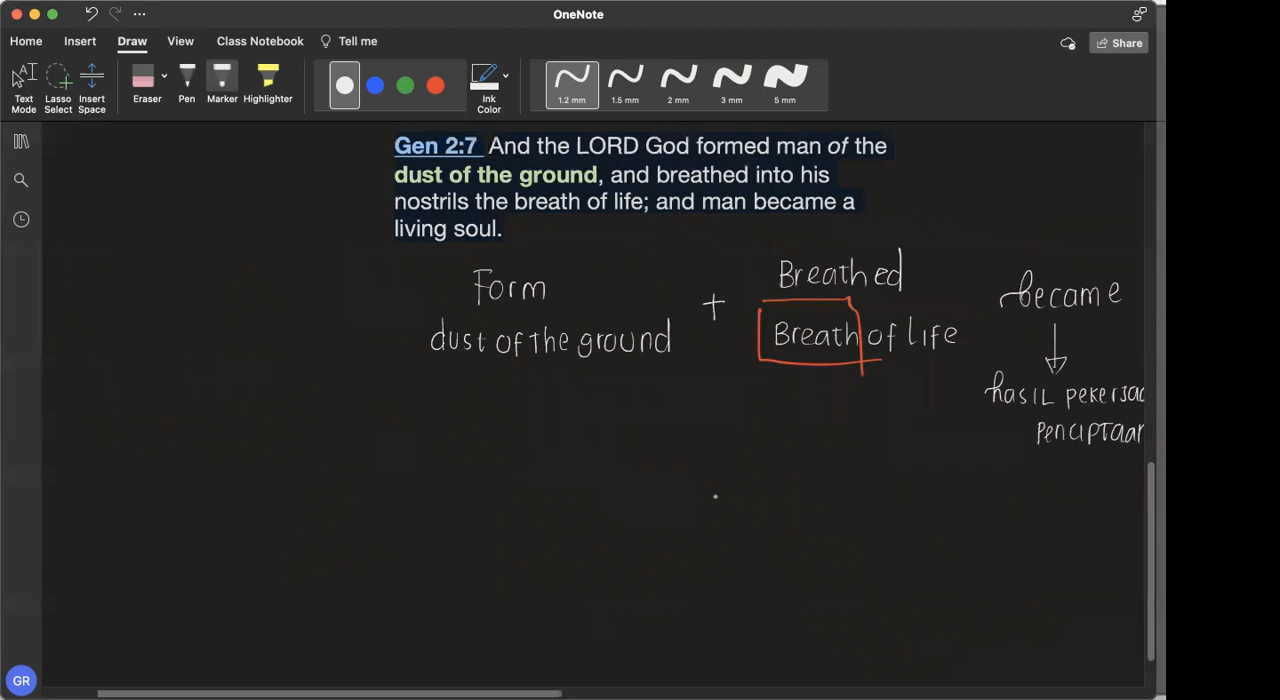 OneNote
Home Insert Draw View Class Notebook Tell me
Share
Text Mode
Lasso Select
Insert Space
Eraser
Pen
Marker
Highlighter
Ink Color
1.2 mm
1.5 mm
2 mm
3 mm
5 mm
Gen 2:7 And the LORD God formed man of the
dust of the ground, and breathed into his
nostrils the breath of life; and man became a
living soul.
Form
dust of the ground
+
Breathed
Breath of life
became
hasil
GR